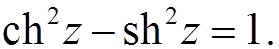 ch²z − sh²z = 1.